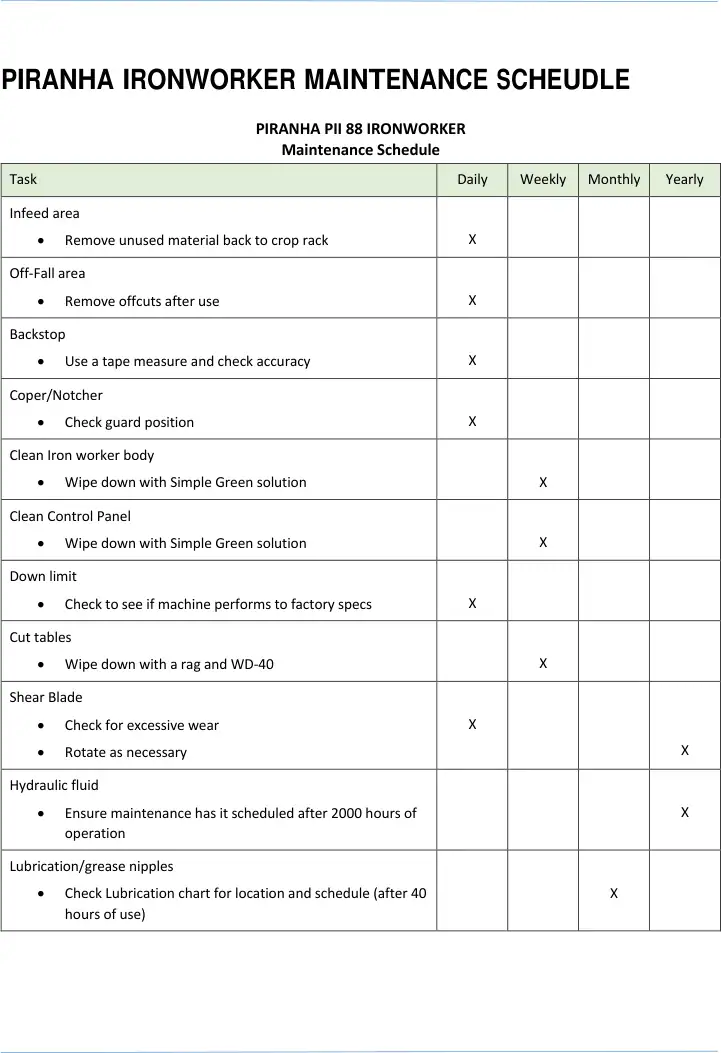 PIRANHA IRONWORKER MAINTENANCE SCHEUDLE
PIRANHA PII 88 IRONWORKER
Maintenance Schedule
Task Daily Weekly Monthly Yearly
Infeed area
• Remove unused material back to crop rack X
Off-Fall area
• Remove offcuts after use X
Backstop
• Use a tape measure and check accuracy X
Coper/Notcher
• Check guard position X
Clean Iron worker body
• Wipe down with Simple Green solution X
Clean Control Panel
• Wipe down with Simple Green solution X
Down limit
• Check to see if machine performs to factory specs X
Cut tables
• Wipe down with a rag and WD-40 X
Shear Blade
• Check for excessive wear X
• Rotate as necessary X
Hydraulic fluid
• Ensure maintenance has it scheduled after 2000 hours of X
operation
Lubrication/grease nipples
• Check Lubrication chart for location and schedule (after 40 X
hours of use)